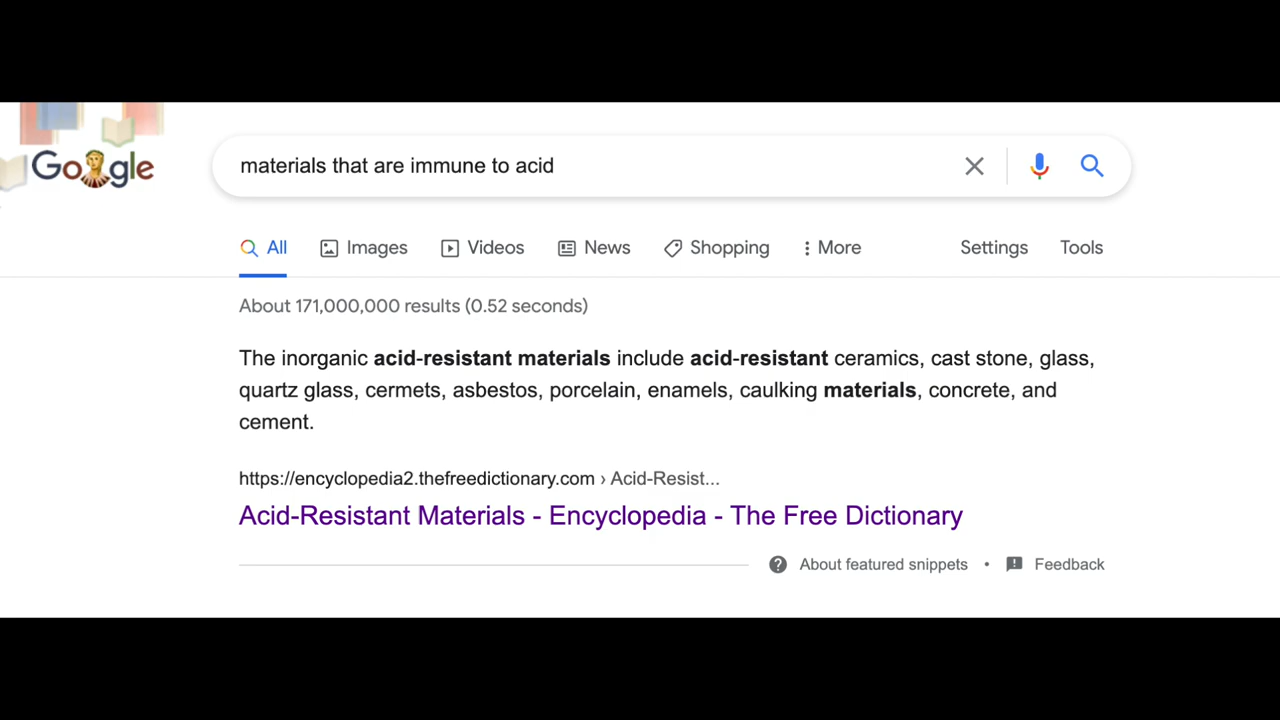 Google
materials that are immune to acid
All Images Videos News Shopping More Settings Tools
About 171,000,000 results (0.52 seconds)
The inorganic acid-resistant materials include acid-resistant ceramics, cast stone, glass,
quartz glass, cermets, asbestos, porcelain, enamels, caulking materials, concrete, and
cement.
https://encyclopedia2.thefreedictionary.com › Acid-Resist...
Acid-Resistant Materials - Encyclopedia - The Free Dictionary
About featured snippets • Feedback